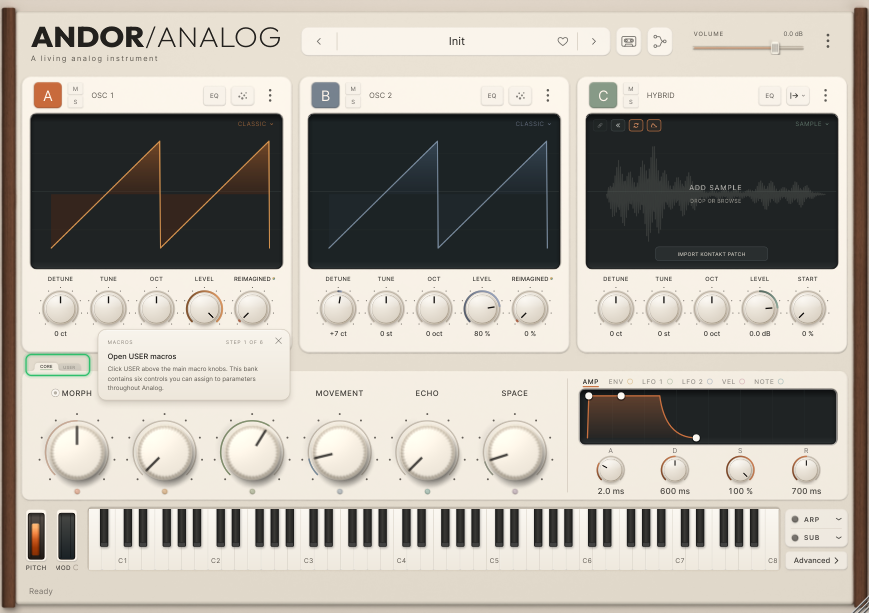 ANDOR/ANALOG
A living analog instrument
Init
VOLUME 0.0 dB
A M S OSC 1 EQ
CLASSIC
DETUNE TUNE OCT LEVEL REIMAGINED
0 ct
B M S OSC 2 EQ
CLASSIC
DETUNE TUNE OCT LEVEL REIMAGINED
+7 ct 0 st 0 oct 80 % 0 %
C M S HYBRID EQ
SAMPLE
ADD SAMPLE
DROP OR BROWSE
IMPORT KONTAKT PATCH
DETUNE TUNE OCT LEVEL START
0 ct 0 st 0 oct 0.0 dB 0 %
CORE USER
MACROS STEP 1 OF 6
Open USER macros
Click USER above the main macro knobs. This bank
contains six controls you can assign to parameters
throughout Analog.
MORPH MOVEMENT ECHO SPACE
AMP ENV LFO 1 LFO 2 VEL NOTE
A D S R
2.0 ms 600 ms 100 % 700 ms
PITCH MOD C
C1 C2 C3 C4 C5 C6 C7 C8
ARP
SUB
Advanced
Ready